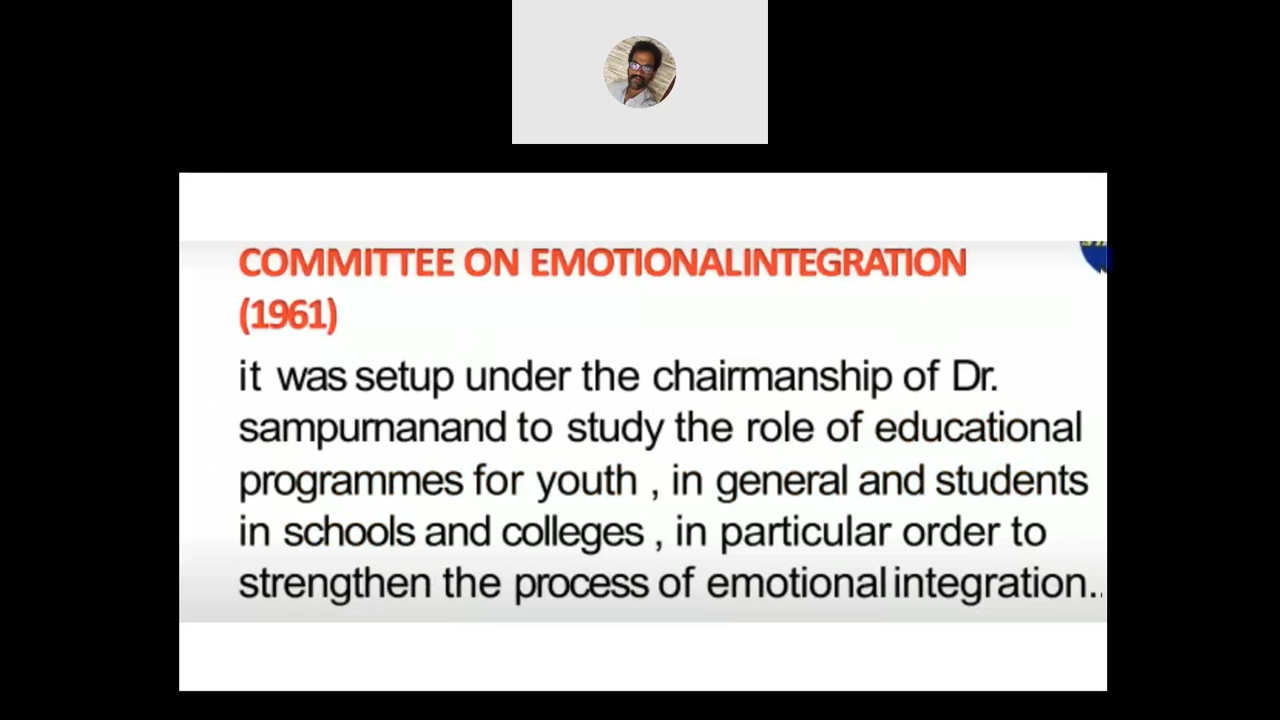 COMMITTEE ON EMOTIONALINTEGRATION
(1961)
it was setup under the chairmanship of Dr.
sampurnanand to study the role of educational
programmes for youth , in general and students
in schools and colleges , in particular order to
strengthen the process of emotional integration..